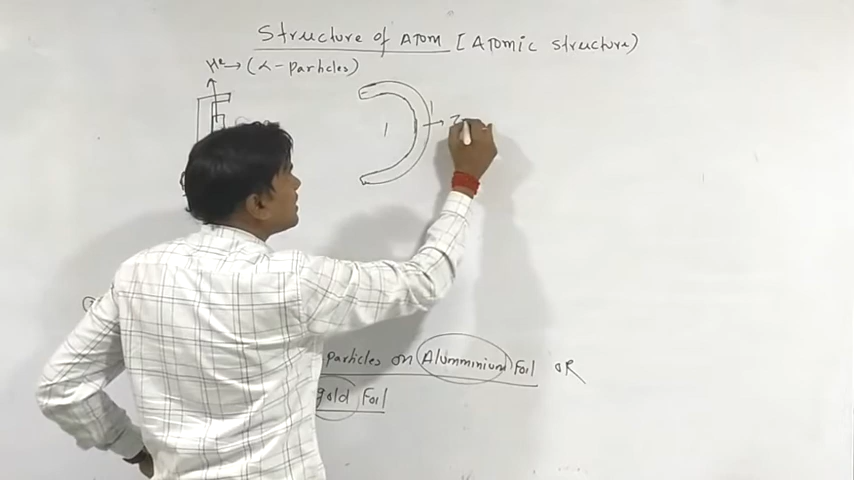 Structure of Atom [Atomic structure)
He → (α-particles)
particles on Alumminium Foil OR
gold Foil